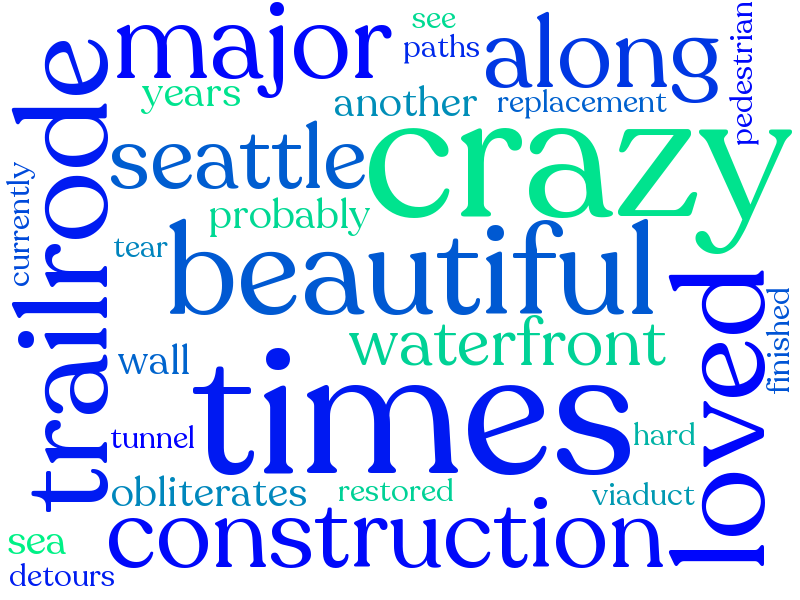 see
major
paths
along
pedestrian
years
another
replacement
trailrode
seattle
crazy
currently
probably
tear
beautiful
loved
finished
waterfront
wall
times
tunnel
hard
obliterates
restored
viaduct
construction
sea
detours